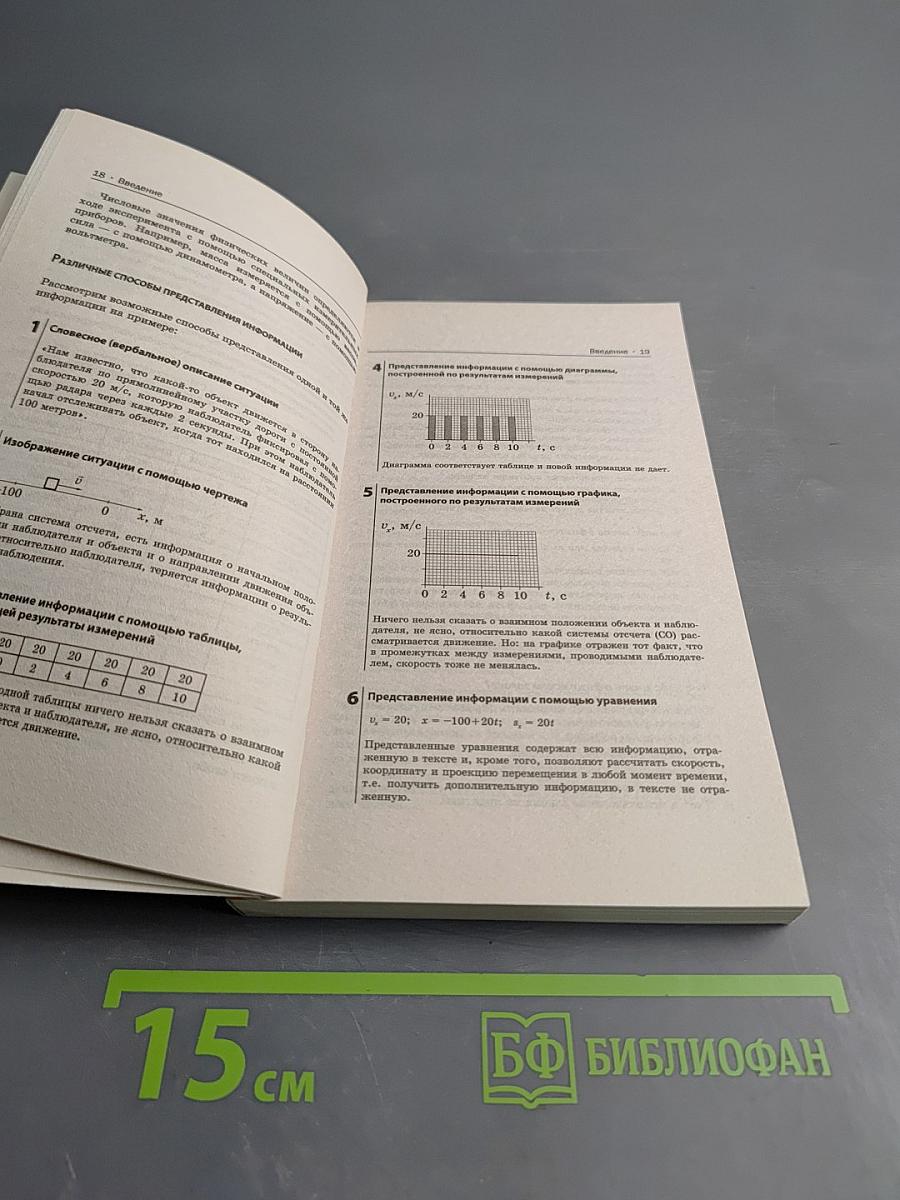 18 · Введение
Числовые значения физических величин
ходе эксперимента с помощью специальных измерительных
приборов. Например, масса измеряется с помощью
сила — с помощью динамометра, а напряжение — с помощью
вольтметра.
РАЗЛИЧНЫЕ СПОСОБЫ ПРЕДСТАВЛЕНИЯ ИНФОРМАЦИИ
Рассмотрим возможные способы представления одной и той же
информации на примере:
1 Словесное (вербальное) описание ситуации
«Нам известно, что какой-то объект движется в сторону на-
блюдателя по прямолинейному участку дороги с постоянной
скоростью 20 м/с, которую наблюдатель фиксировал с помо-
щью радара через каждые 2 секунды. При этом наблюдатель
начал отслеживать объект, когда тот находился на расстоянии
100 метров».
Изображение ситуации с помощью чертежа
-100 υ 0 x, м
рана система отсчета, есть информация о начальном поло-
и наблюдателя и объекта и о направлении движения объ-
тносительно наблюдателя, теряется информация о резуль-
наблюдения.
вление информации с помощью таблицы,
ей результаты измерений
20 20 20 20 20 20
0 2 4 6 8 10
одной таблицы ничего нельзя сказать о взаимном
екта и наблюдателя, не ясно, относительно какой
ется движение.
Введение · 19
4 Представление информации с помощью диаграммы,
построенной по результатам измерений
υx, м/с
20
0 2 4 6 8 10 t, с
Диаграмма соответствует таблице и новой информации не дает.
5 Представление информации с помощью графика,
построенного по результатам измерений
υx, м/с
20
0 2 4 6 8 10 t, с
Ничего нельзя сказать о взаимном положении объекта и наблю-
дателя, не ясно, относительно какой системы отсчета (СО) рас-
сматривается движение. Но: на графике отражен тот факт, что
в промежутках между измерениями, проводимыми наблюдате-
лем, скорость тоже не менялась.
6 Представление информации с помощью уравнения
υx = 20; x = −100+20t; sx = 20t
Представленные уравнения содержат всю информацию, отра-
женную в тексте и, кроме того, позволяют рассчитать скорость,
координату и проекцию перемещения в любой момент времени,
т.е. получить дополнительную информацию, в тексте не отра-
женную.
15 см
БФ БИБЛИОФАН